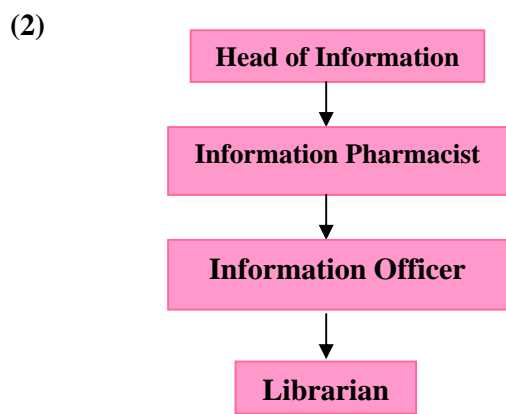 (2)
Head of Information
Information Pharmacist
Information Officer
Librarian